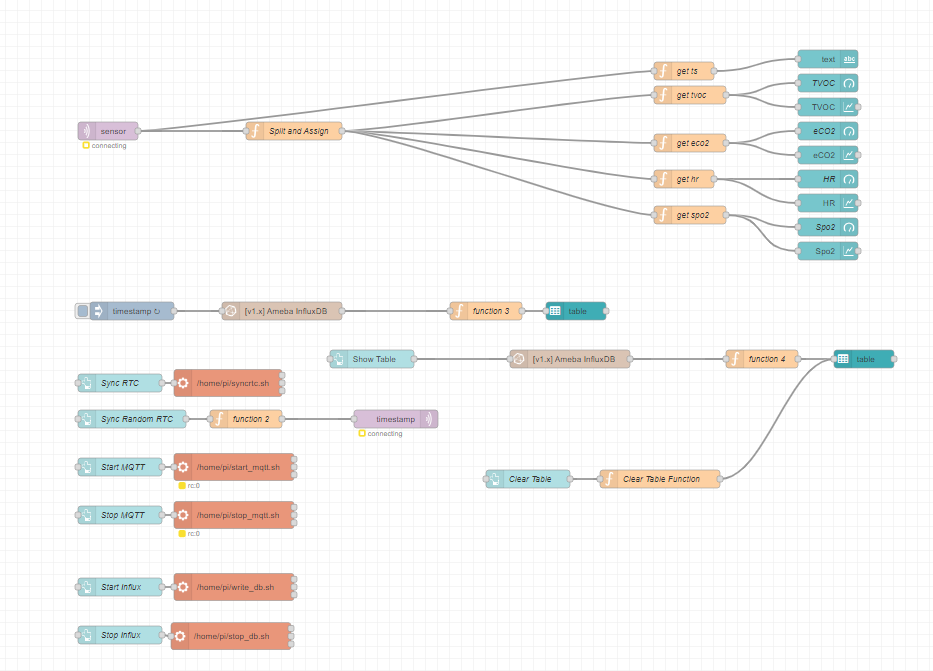 text
abc
get ts
TVOC
get tvoc
TVOC
sensor
Split and Assign
eCO2
connecting
get eco2
eCO2
get hr
HR
HR
get spo2
Spo2
Spo2
timestamp ↻
[v1.x] Ameba InfluxDB
function 3
table
Show Table
[v1.x] Ameba InfluxDB
function 4
table
Sync RTC
/home/pi/syncrtc.sh
Sync Random RTC
function 2
timestamp
connecting
Start MQTT
/home/pi/start_mqtt.sh
rc:0
Clear Table
Clear Table Function
Stop MQTT
/home/pi/stop_mqtt.sh
rc:0
Start Influx
/home/pi/write_db.sh
Stop Influx
/home/pi/stop_db.sh